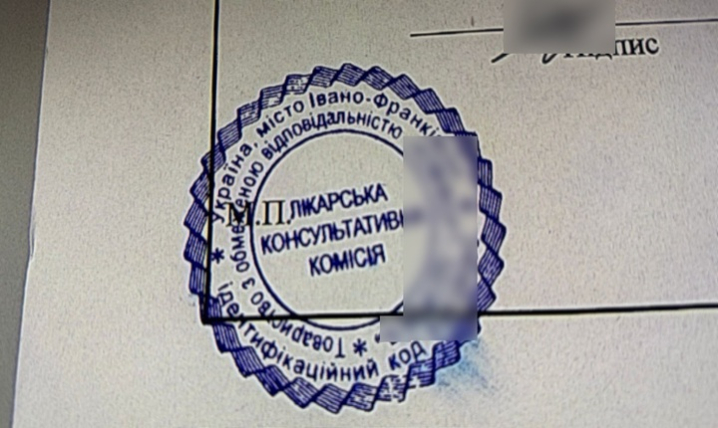 підпис
Україна, місто Івано-Франкі
Товариство з обмеженою відповідальністю
М.П.
ЛІКАРСЬКА
КОНСУЛЬТАТИВ
КОМІСІЯ
ідентифікаційний код